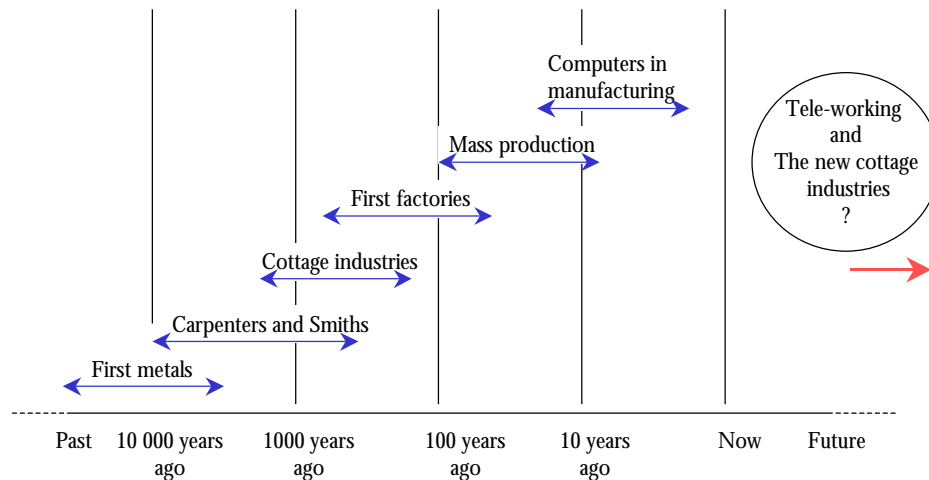 Computers in
manufacturing
Tele-working
and
The new cottage
industries
?
Mass production
First factories
Cottage industries
Carpenters and Smiths
First metals
Past
10 000 years
ago
1000 years
ago
100 years
ago
10 years
ago
Now
Future